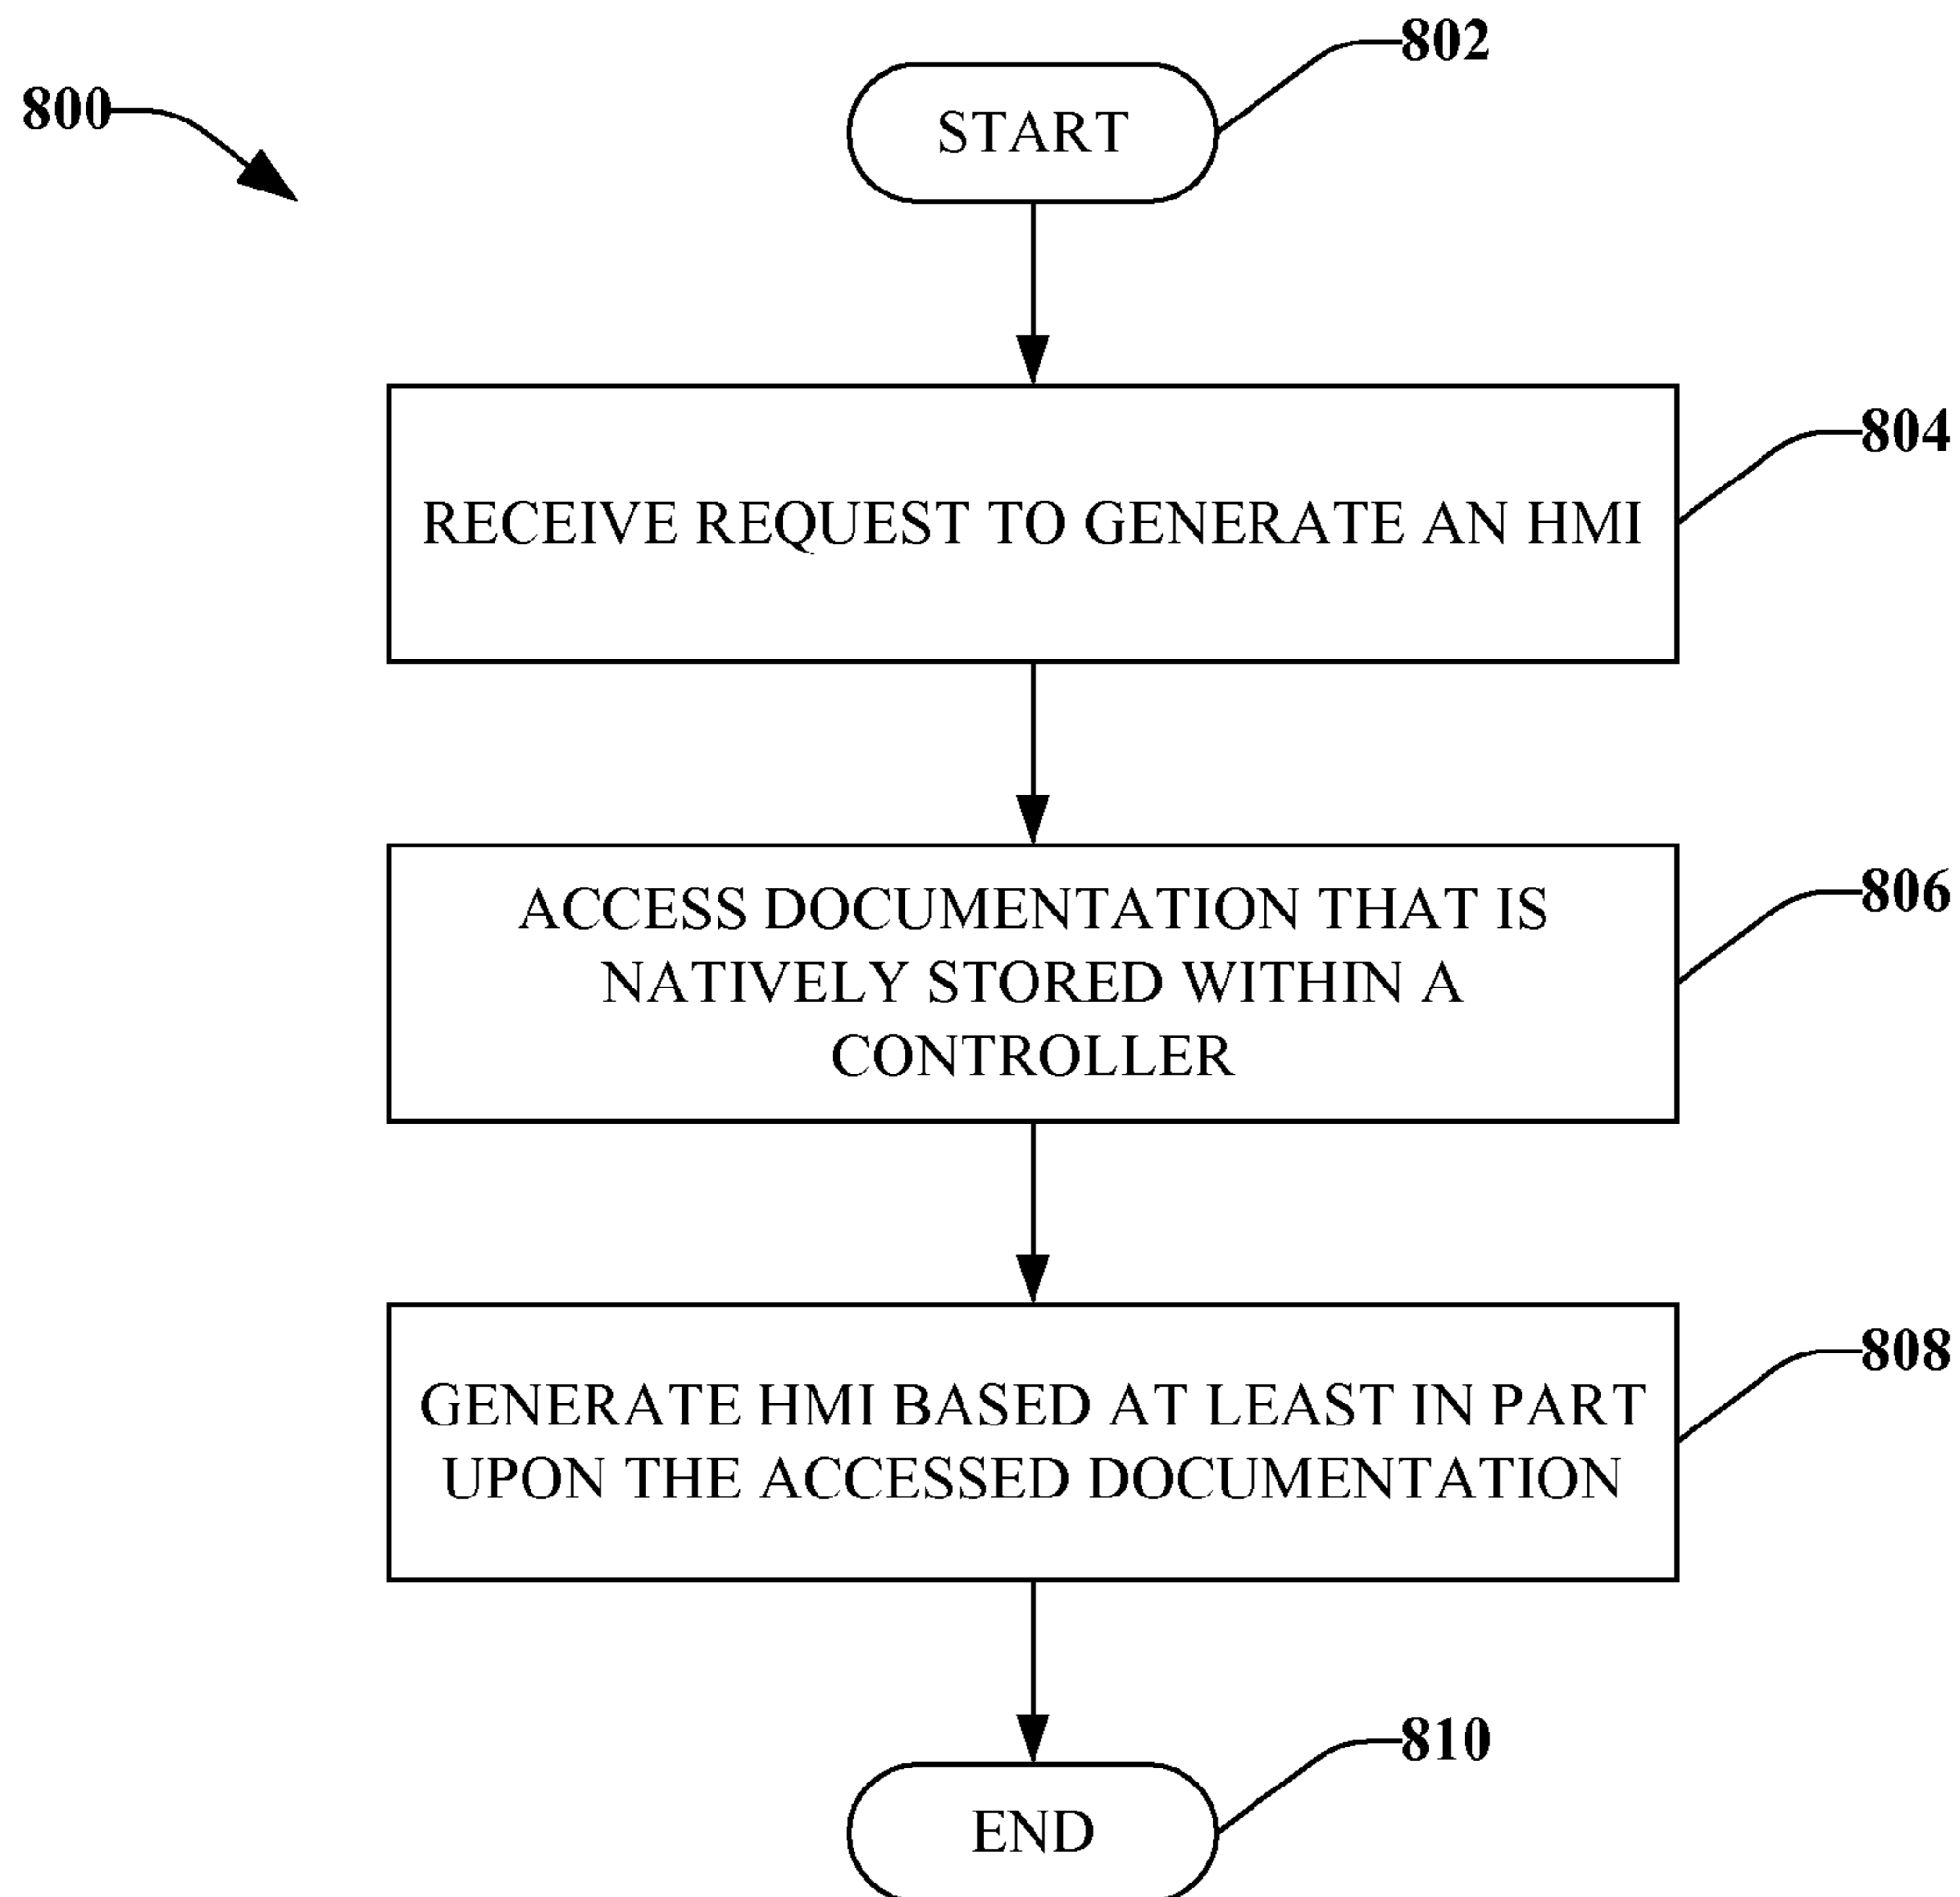 802
800
START
804
RECEIVE REQUEST TO GENERATE AN HMI
806
ACCESS DOCUMENTATION THAT IS
NATIVELY STORED WITHIN A
CONTROLLER
808
GENERATE HMI BASED AT LEAST IN PART
UPON THE ACCESSED DOCUMENTATION
810
END